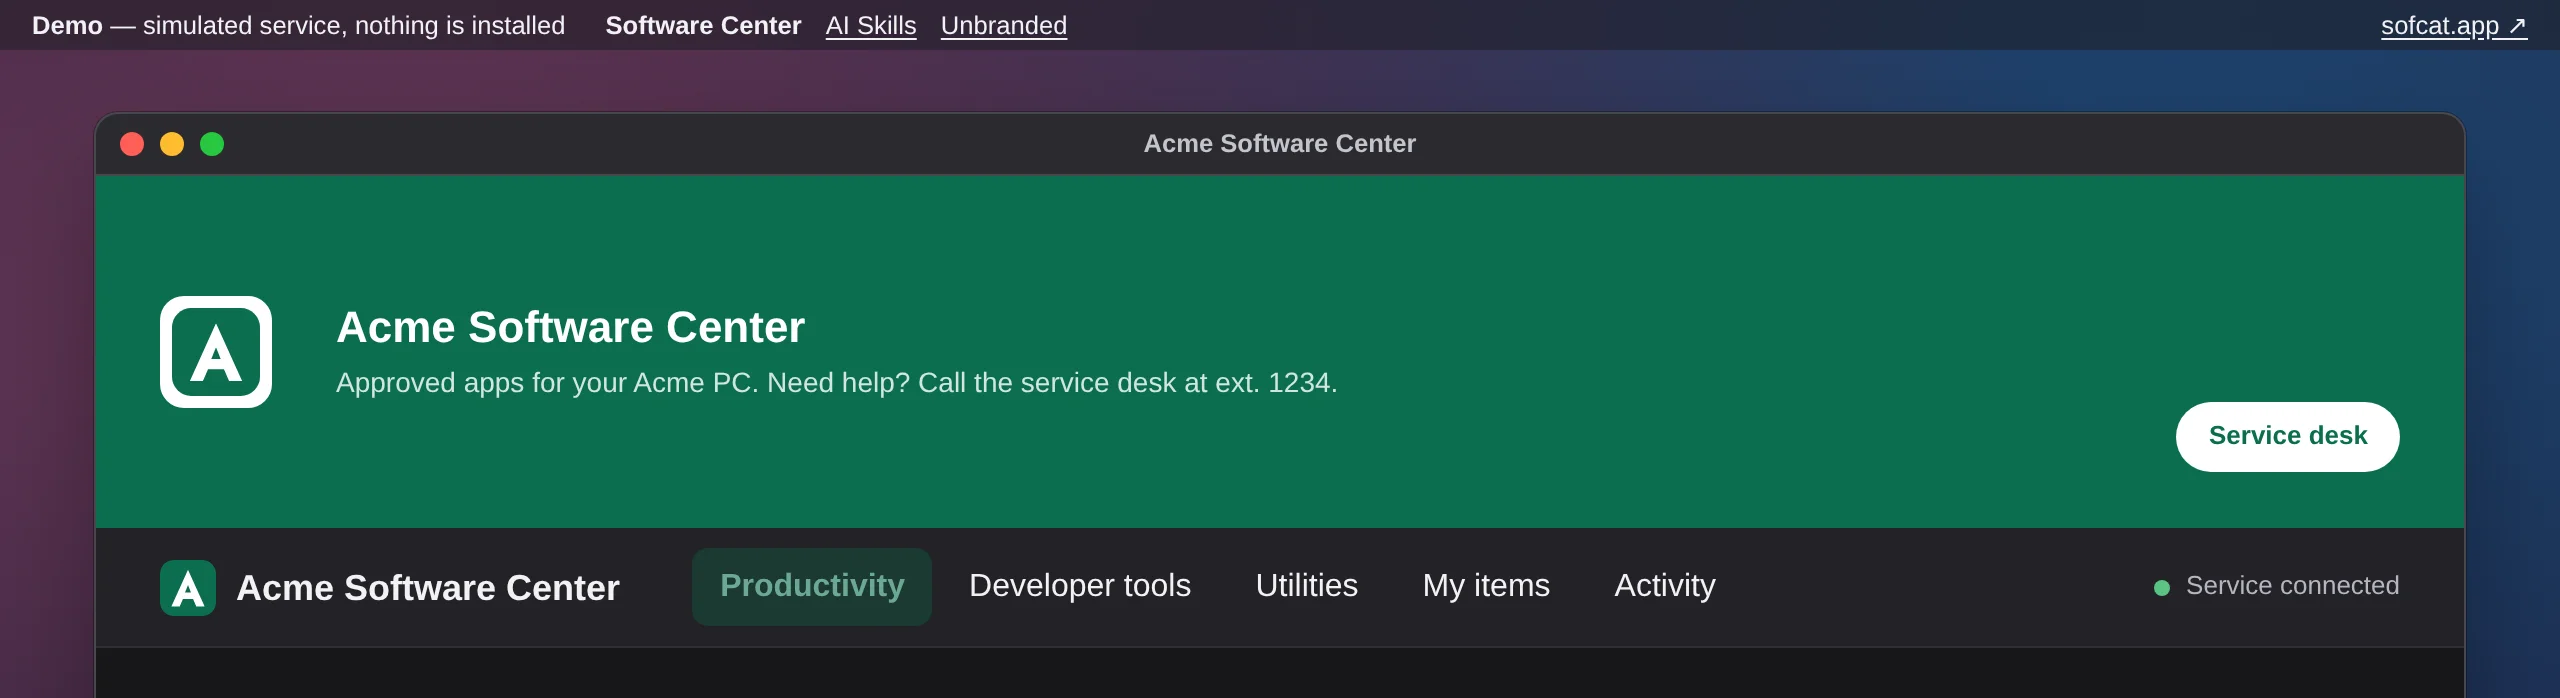 Demo — simulated service, nothing is installed Software Center AI Skills Unbranded sofcat.app ↗
Acme Software Center
A
Acme Software Center
Approved apps for your Acme PC. Need help? Call the service desk at ext. 1234.
Service desk
A Acme Software Center Productivity Developer tools Utilities My items Activity Service connected